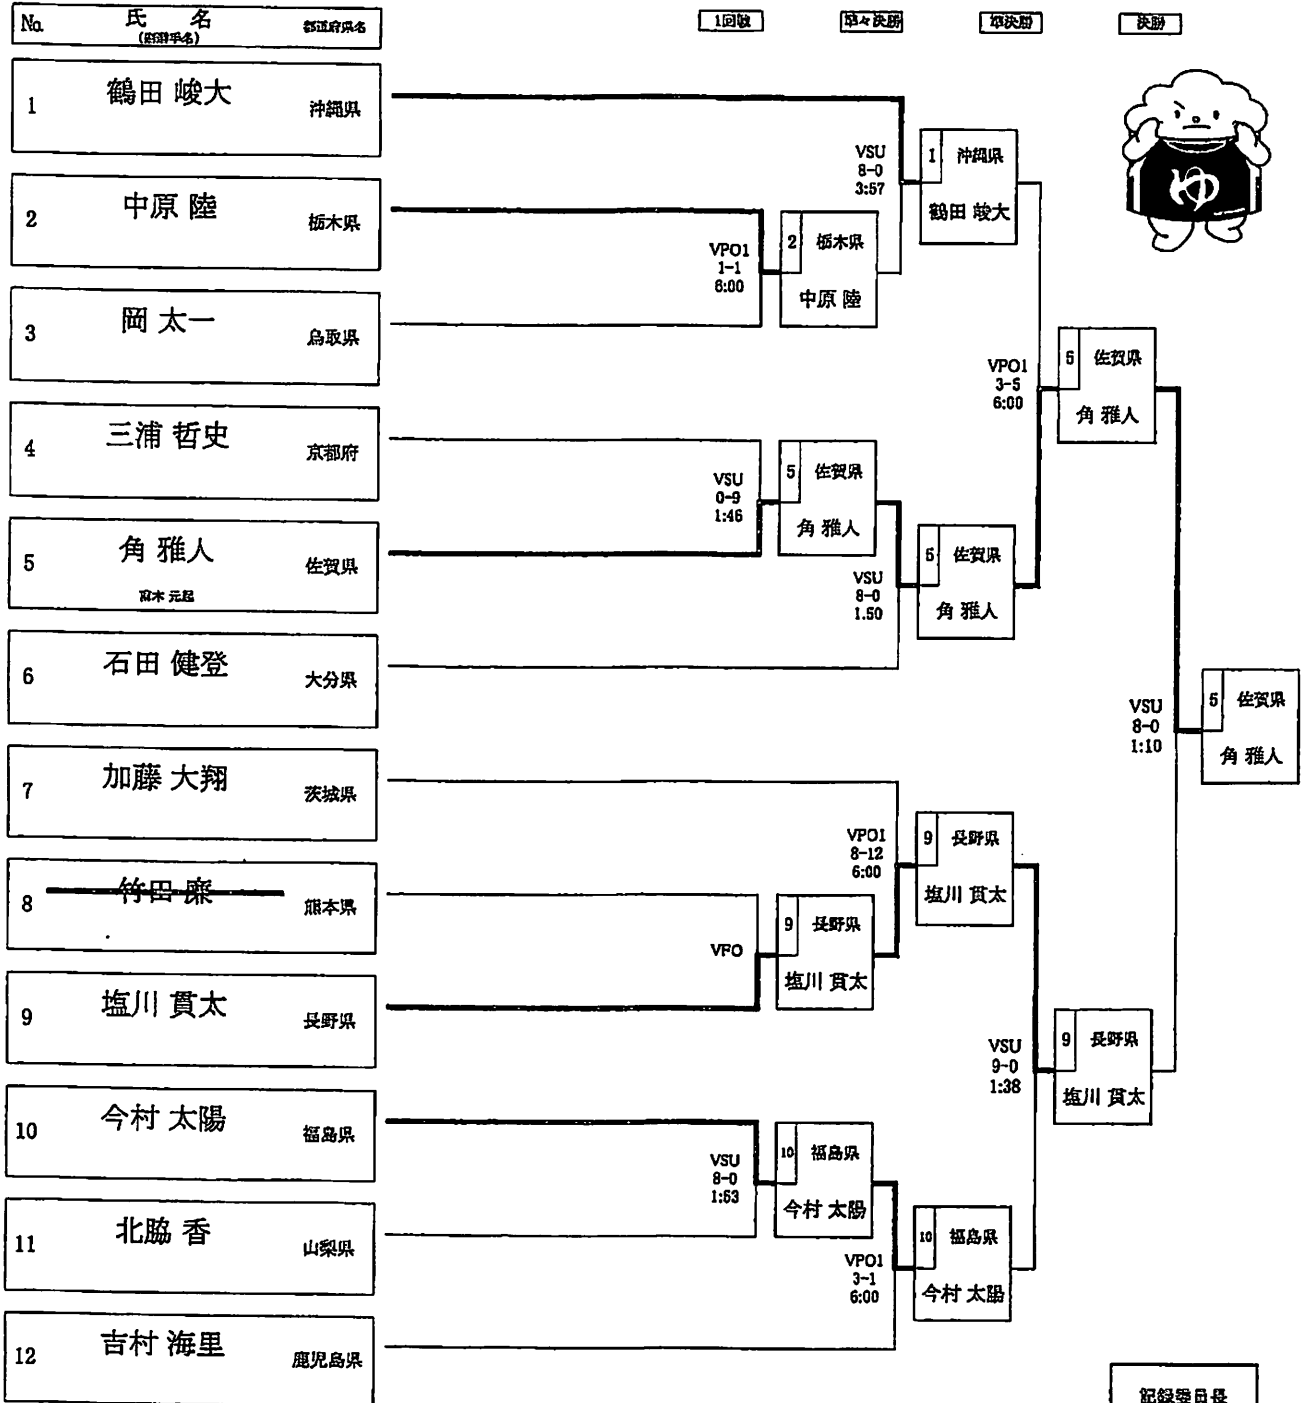 No. 氏 名 都道府県名 1回戦 準々決勝 準決勝 決勝
1 鶴田 峻大 沖縄県
VSU
8-0
3:57
1 沖縄県
鶴田 峻大
2 中原 陸 栃木県
VPO1
1-1
6:00
2 栃木県
中原 陸
3 岡 太一 鳥取県
VPO1
3-5
6:00
5 佐賀県
角 雅人
4 三浦 哲史 京都府
VSU
0-9
1:46
5 佐賀県
角 雅人
5 角 雅人 佐賀県
VSU
8-0
1:50
5 佐賀県
角 雅人
6 石田 健登 大分県
VSU
8-0
1:10
5 佐賀県
角 雅人
7 加藤 大翔 茨城県
VPO1
8-12
6:00
9 長野県
塩川 貫太
8 竹田 廉 熊本県
VFO
9 長野県
塩川 貫太
9 塩川 貫太 長野県
VSU
9-0
1:38
9 長野県
塩川 貫太
10 今村 太陽 福島県
VSU
8-0
1:53
10 福島県
今村 太陽
11 北脇 香 山梨県
VPO1
3-1
6:00
10 福島県
今村 太陽
12 吉村 海里 鹿児島県
記録委員長
ゆ